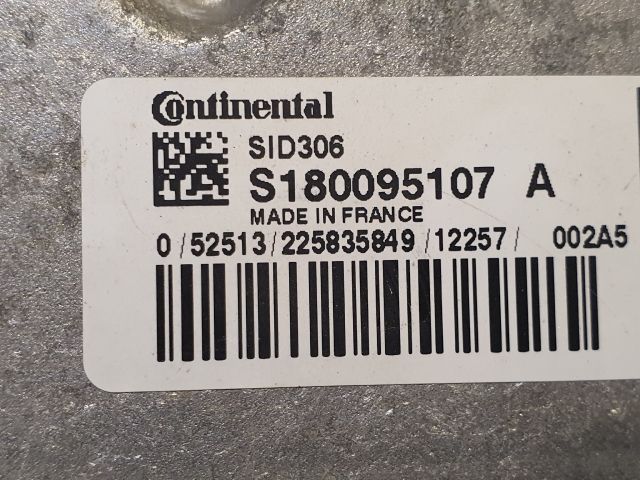 Continental
SID306
S180095107 A
MADE IN FRANCE
0/52513/225835849/12257/ 002A5